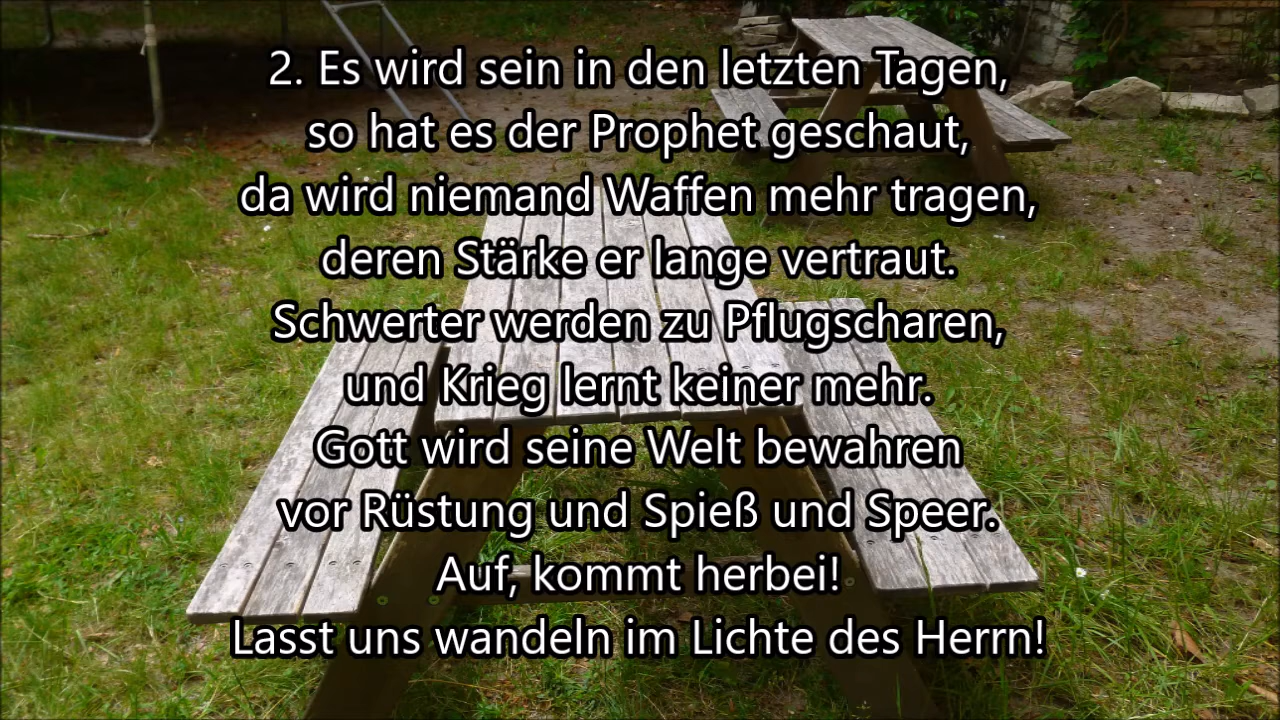 2. Es wird sein in den letzten Tagen,
so hat es der Prophet geschaut,
da wird niemand Waffen mehr tragen,
deren Stärke er lange vertraut.
Schwerter werden zu Pflugscharen,
und Krieg lernt keiner mehr.
Gott wird seine Welt bewahren
vor Rüstung und Spieß und Speer.
Auf, kommt herbei!
Lasst uns wandeln im Lichte des Herrn!